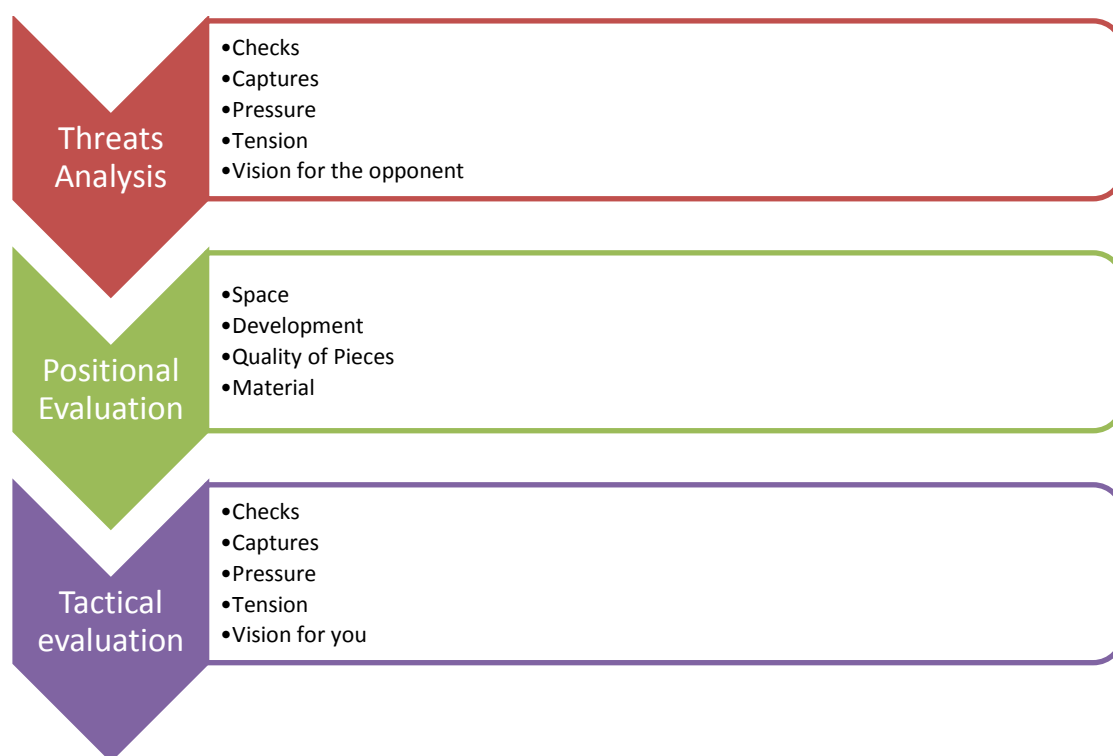 Threats
Analysis
•Checks
•Captures
•Pressure
•Tension
•Vision for the opponent
Positional
Evaluation
•Space
•Development
•Quality of Pieces
•Material
Tactical
evaluation
•Checks
•Captures
•Pressure
•Tension
•Vision for you